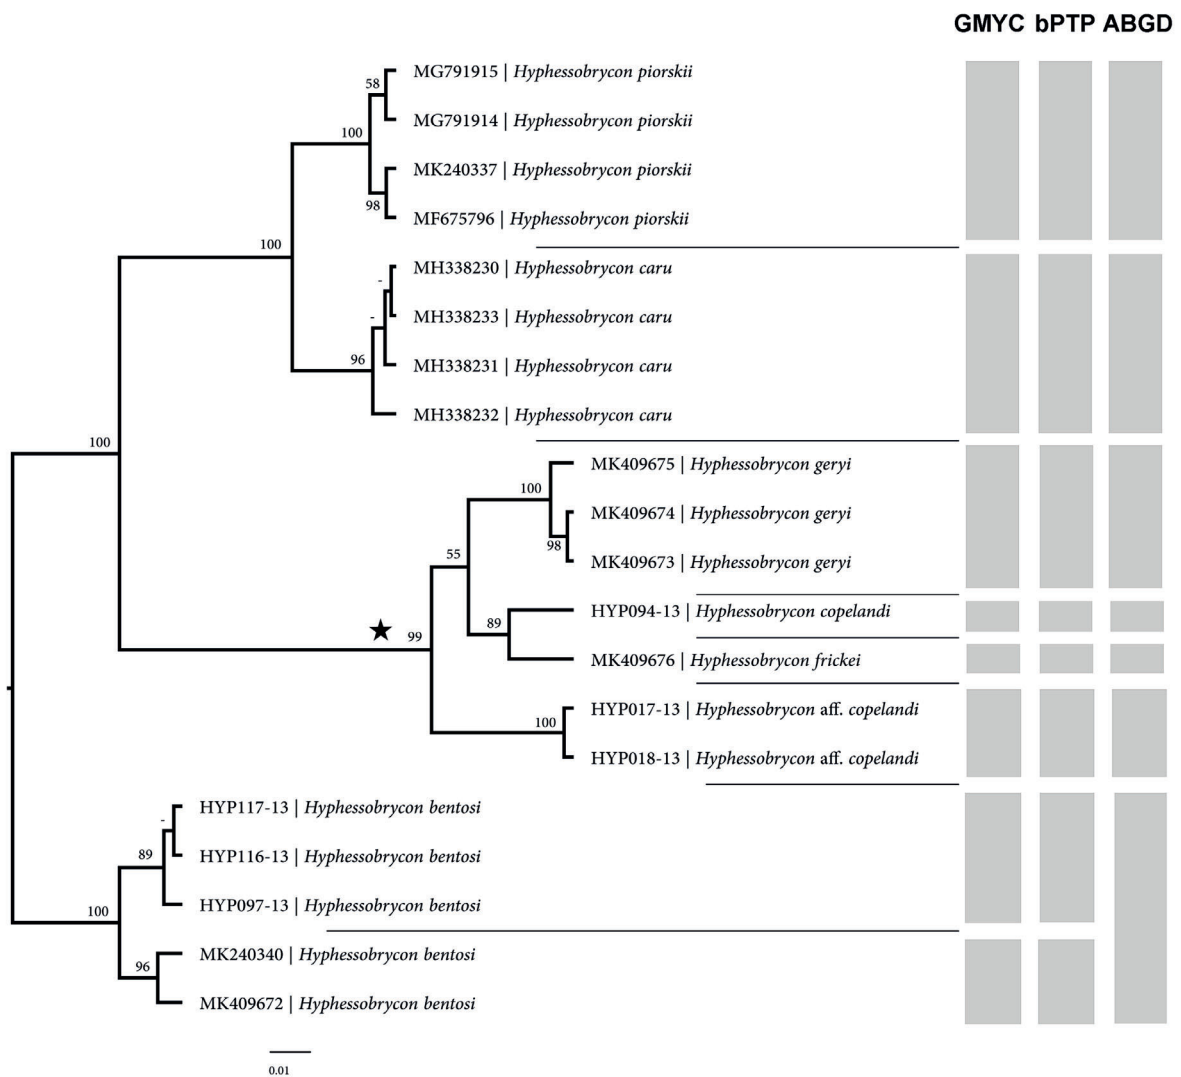 GMYC bPTP ABGD
MG791915 | Hyphessobrycon piorskii
58
MG791914 | Hyphessobrycon piorskii
100
MK240337 | Hyphessobrycon piorskii
98
MF675796 | Hyphessobrycon piorskii
100
MH338230 | Hyphessobrycon caru
-
MH338233 | Hyphessobrycon caru
-
96
MH338231 | Hyphessobrycon caru
MH338232 | Hyphessobrycon caru
100
MK409675 | Hyphessobrycon geryi
100
MK409674 | Hyphessobrycon geryi
98
55
MK409673 | Hyphessobrycon geryi
HYP094-13 | Hyphessobrycon copelandi
89
99
MK409676 | Hyphessobrycon frickei
HYP017-13 | Hyphessobrycon aff. copelandi
100
HYP018-13 | Hyphessobrycon aff. copelandi
HYP117-13 | Hyphessobrycon bentosi
-
89
HYP116-13 | Hyphessobrycon bentosi
HYP097-13 | Hyphessobrycon bentosi
100
MK240340 | Hyphessobrycon bentosi
96
MK409672 | Hyphessobrycon bentosi
0.01